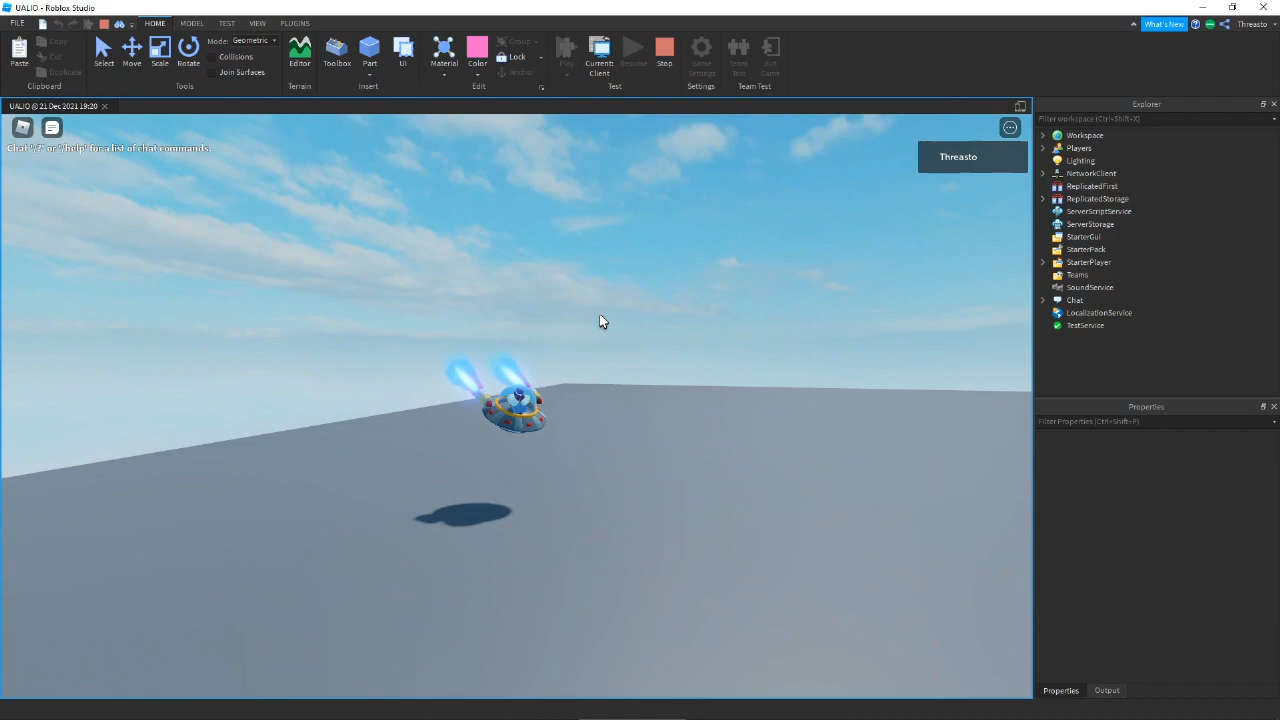 UALIO - Roblox Studio
FILE HOME MODEL TEST VIEW PLUGINS What's New Threasto
Paste Copy Cut Duplicate Select Move Scale Rotate Mode: Geometric Collisions Join Surfaces Editor Toolbox Part UI Material Color Group Lock Anchor Play Current: Client Resume Stop Game Settings Team Test Exit Game
Clipboard Tools Terrain Insert Edit Test Settings Team Test
UALIO @ 21 Dec 2021 19:20
Chat '/?' or '/help' for a list of chat commands.
Threasto
Explorer
Filter workspace (Ctrl+Shift+X)
Workspace
Players
Lighting
NetworkClient
ReplicatedFirst
ReplicatedStorage
ServerScriptService
ServerStorage
StarterGui
StarterPack
StarterPlayer
Teams
SoundService
Chat
LocalizationService
TestService
Properties
Filter Properties (Ctrl+Shift+P)
Properties Output